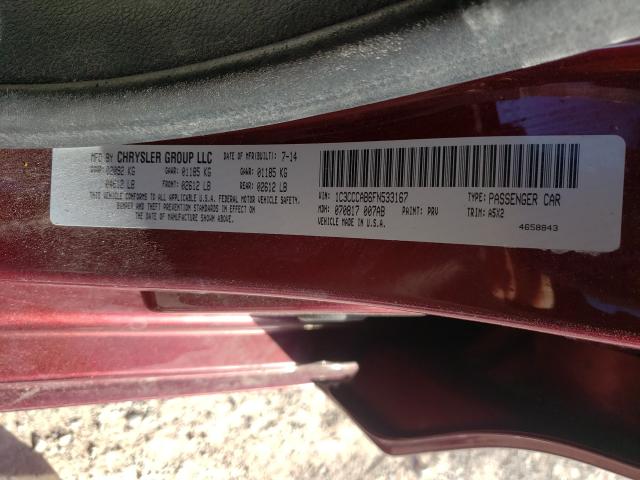 MFD BY CHRYSLER GROUP LLC DATE OF MFR(BUILT): 7-14
GVWR: 02092 KG GAWR: 01185 KG GAWR: 01185 KG
04612 LB FRONT: 02612 LB REAR: 02612 LB
THIS VEHICLE CONFORMS TO ALL APPLICABLE U.S.A. FEDERAL MOTOR VEHICLE SAFETY,
BUMPER, AND THEFT PREVENTION STANDARDS IN EFFECT ON
THE DATE OF MANUFACTURE SHOWN ABOVE.
VIN: 1C3CCCAB6FN533167 TYPE: PASSENGER CAR
MDH: 070817 007AB PAINT: PRV TRIM: A5X2
VEHICLE MADE IN U.S.A. 4658843